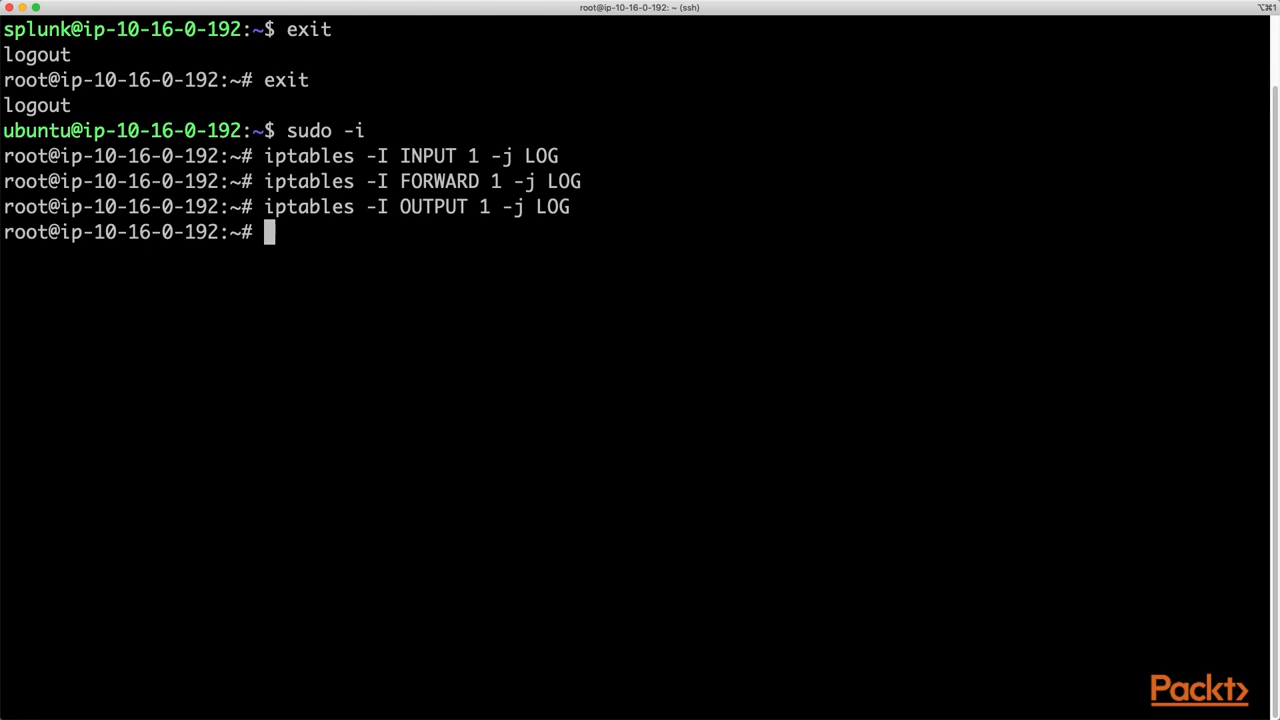 root@ip-10-16-0-192: ~ (ssh)
⌥⌘1
splunk@ip-10-16-0-192:~$ exit
logout
root@ip-10-16-0-192:~# exit
logout
ubuntu@ip-10-16-0-192:~$ sudo -i
root@ip-10-16-0-192:~# iptables -I INPUT 1 -j LOG
root@ip-10-16-0-192:~# iptables -I FORWARD 1 -j LOG
root@ip-10-16-0-192:~# iptables -I OUTPUT 1 -j LOG
root@ip-10-16-0-192:~#
Packt>